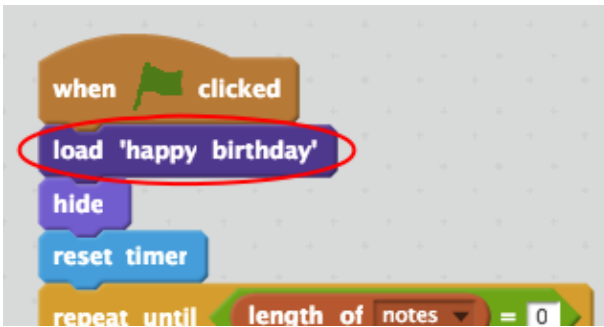 when clicked
load 'happy birthday'
hide
reset timer
repeat until length of notes = 0